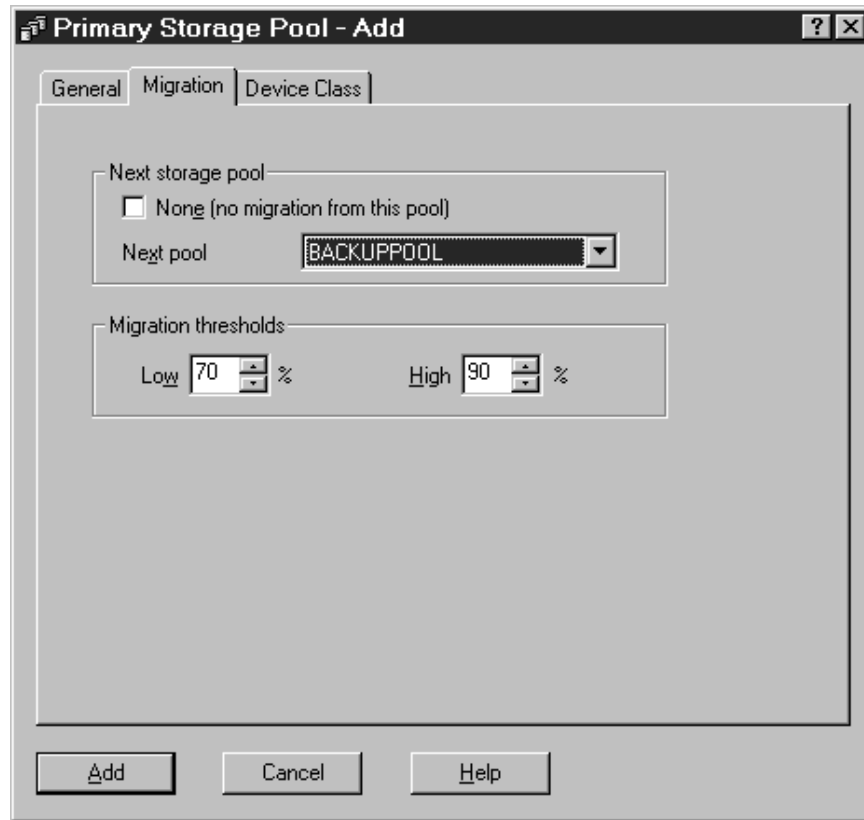 Primary Storage Pool - Add
General Migration Device Class
Next storage pool
None (no migration from this pool)
Next pool BACKUPPOOL
Migration thresholds
Low 70 % High 90 %
Add Cancel Help